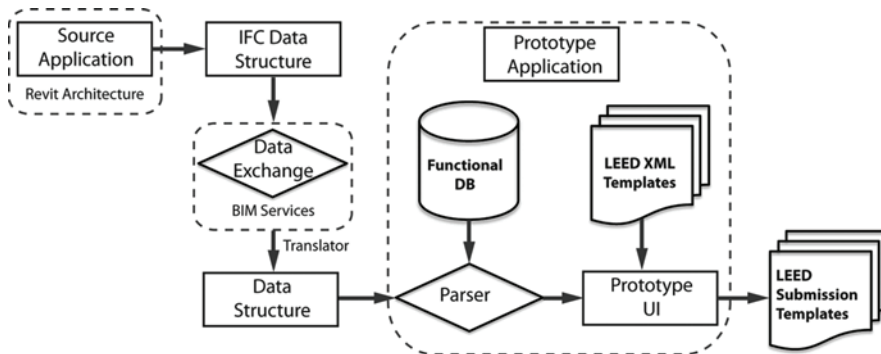 Source
Application
Revit Architecture
IFC Data
Structure
Prototype
Application
Data
Exchange
BIM Services
Functional
DB
LEED XML
Templates
Translator
Data
Structure
Parser
Prototype
UI
LEED
Submission
Templates